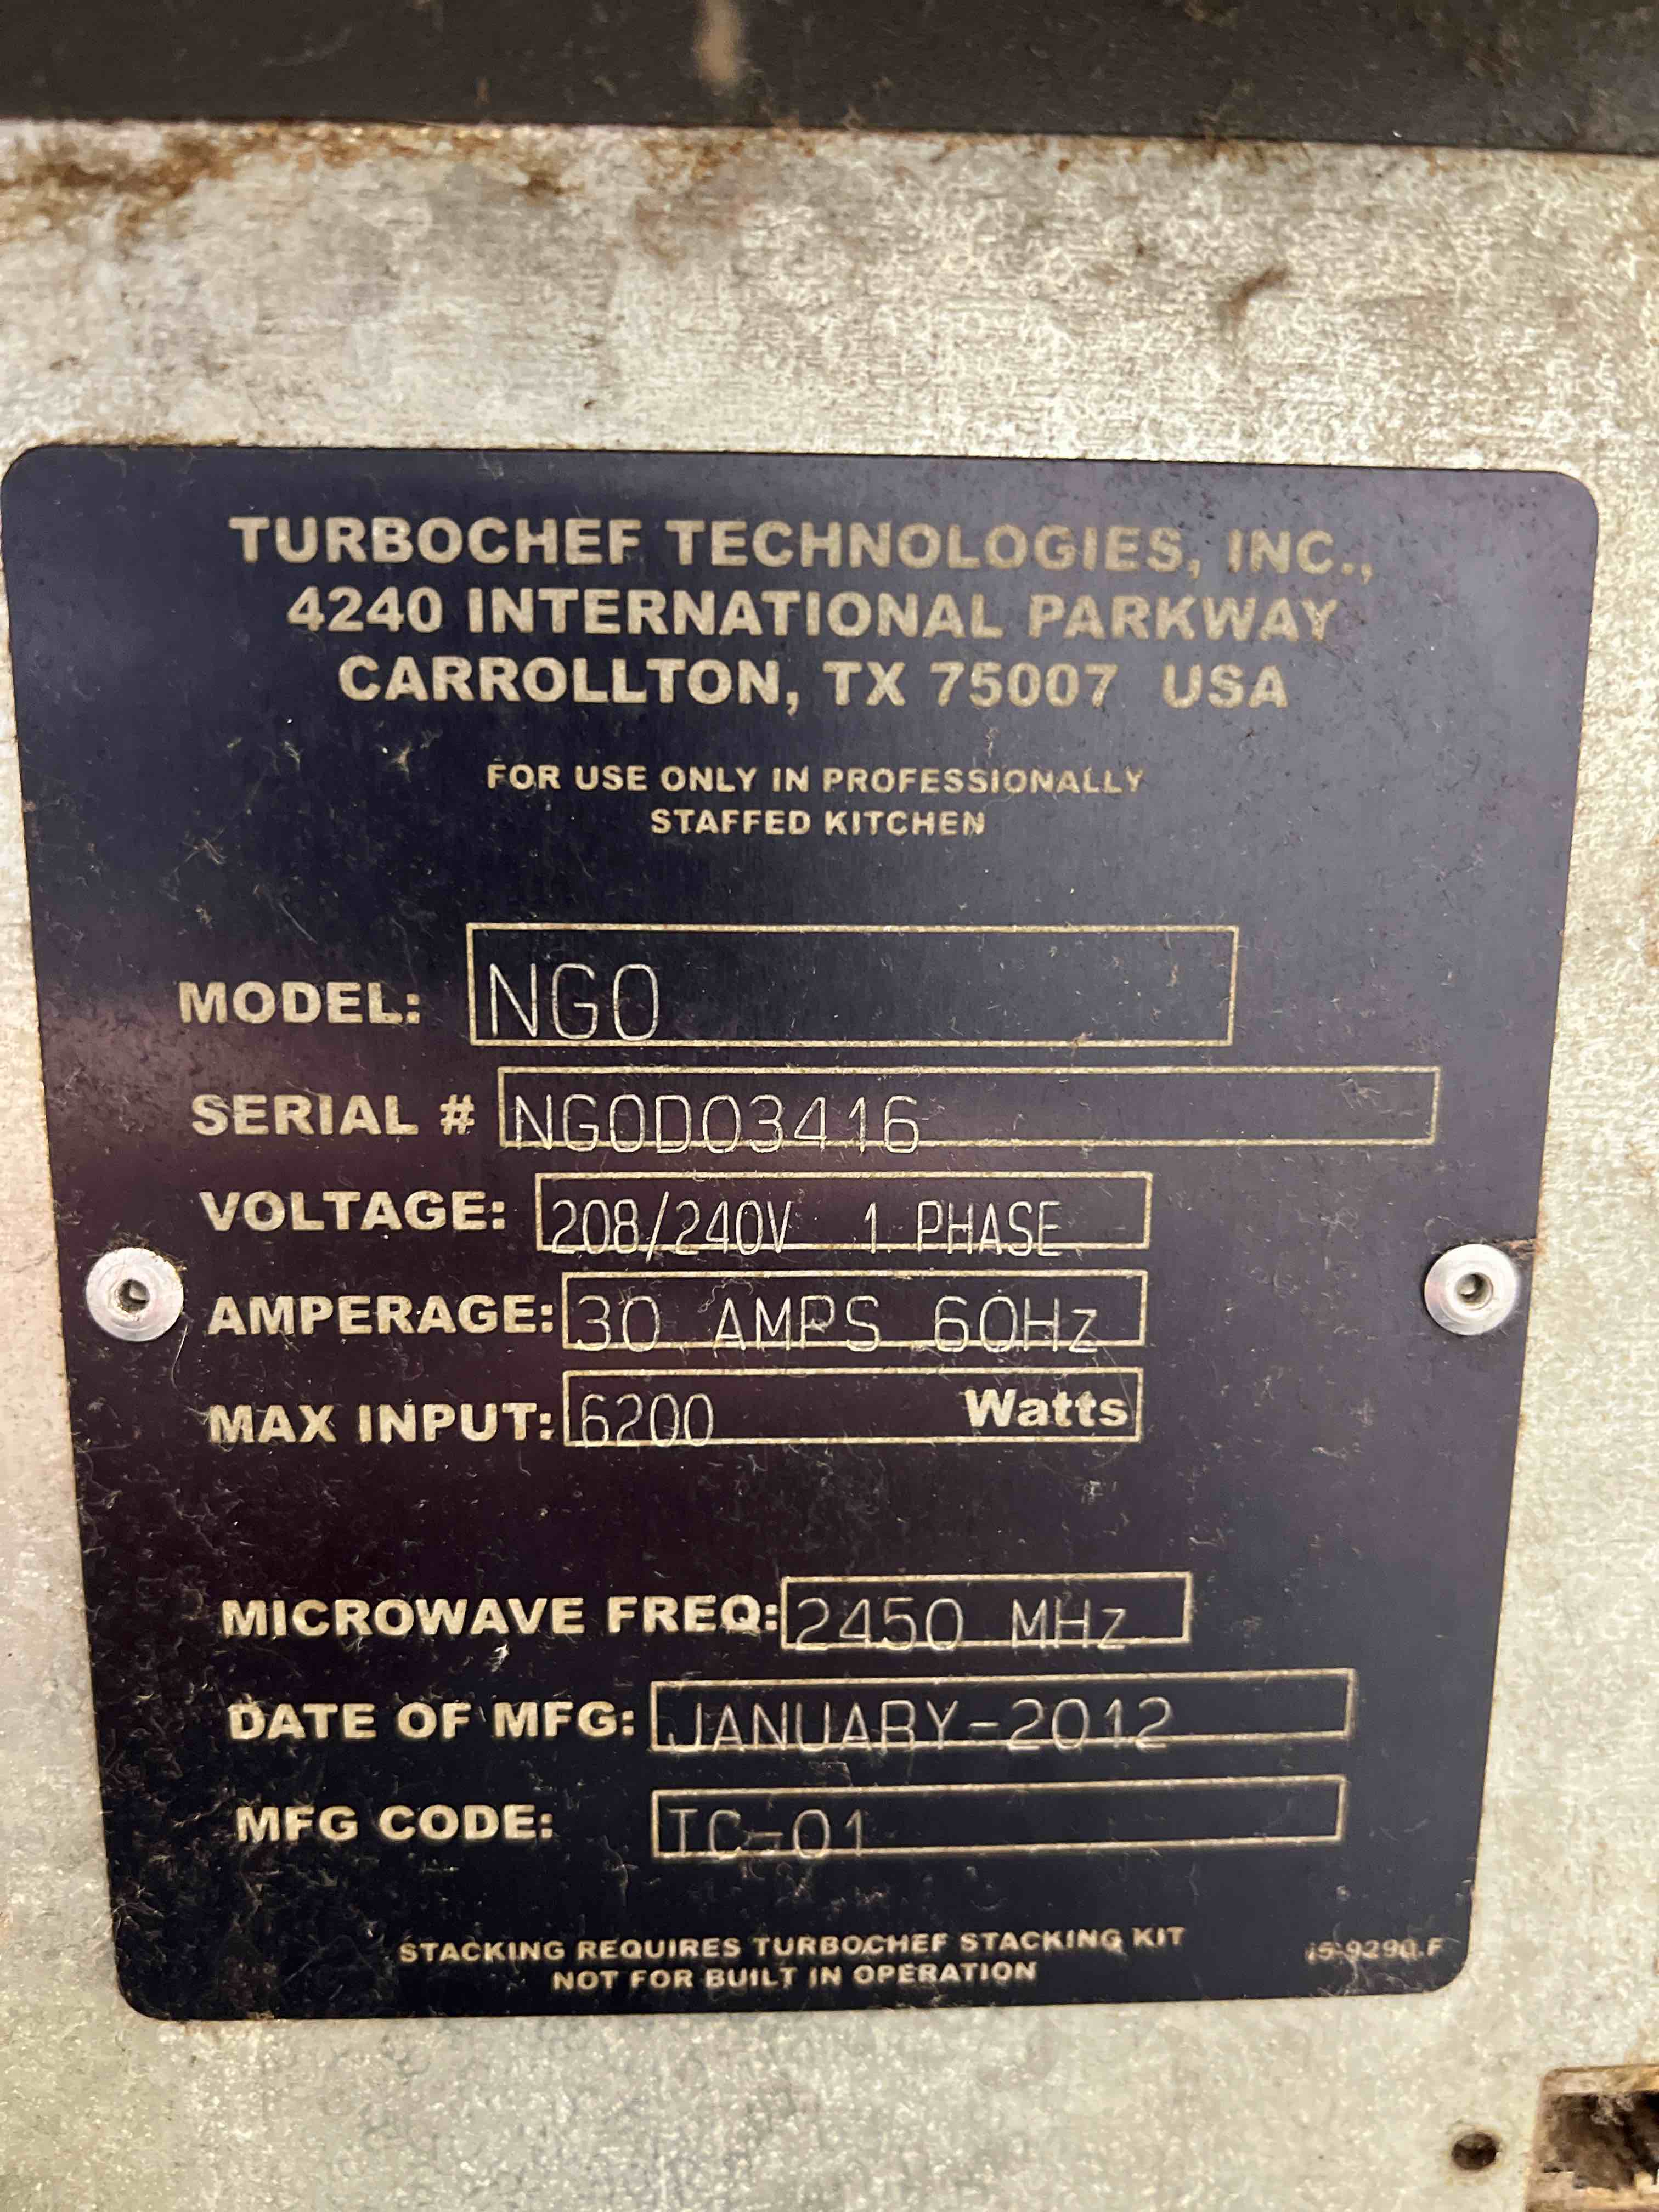 TURBOCHEF TECHNOLOGIES, INC.,
4240 INTERNATIONAL PARKWAY
CARROLLTON, TX 75007 USA
FOR USE ONLY IN PROFESSIONALLY
STAFFED KITCHEN
MODEL: NGO
SERIAL # NGOD03416
VOLTAGE: 208/240V 1 PHASE
AMPERAGE: 30 AMPS 60Hz
MAX INPUT: 6200 Watts
MICROWAVE FREQ: 2450 MHz
DATE OF MFG: JANUARY-2012
MFG CODE: TC-01
STACKING REQUIRES TURBOCHEF STACKING KIT
NOT FOR BUILT IN OPERATION